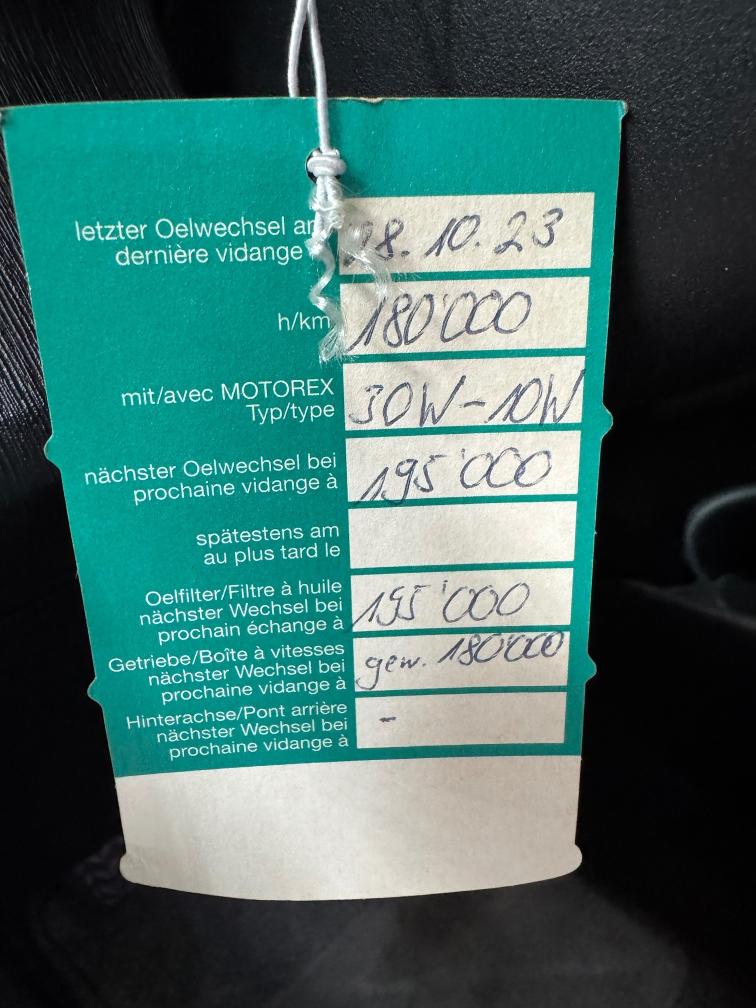 letzter Oelwechsel am
28.10.23
dernière vidange
h/km
180'000
mit/avec MOTOREX
Typ/type
30W-10W
nächster Oelwechsel bei
prochaine vidange à
195'000
spätestens am
au plus tard le
Oelfilter/Filtre à huile
nächster Wechsel bei
prochain échange à
195'000
Getriebe/Boîte à vitesses
nächster Wechsel bei
prochaine vidange à
gew. 180'000
Hinterachse/Pont arrière
nächster Wechsel bei
prochaine vidange à
-